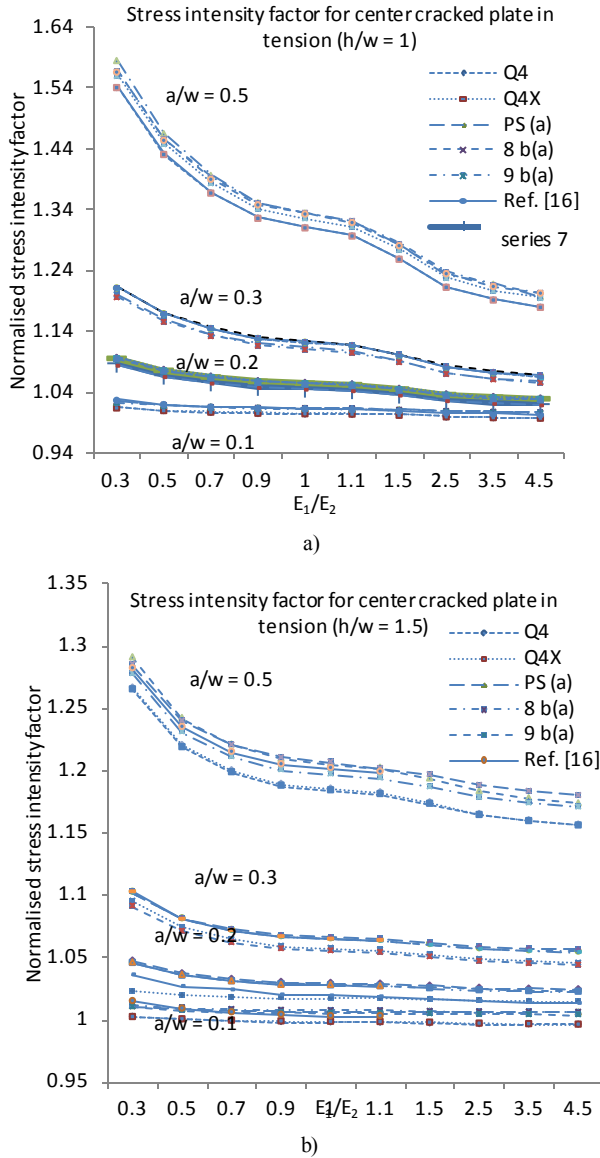 Stress intensity factor for center cracked plate in
tension (h/w = 1)
Normalised stress intensity factor
1.64
1.54
1.44
1.34
1.24
1.14
1.04
0.94
a/w = 0.5
a/w = 0.3
a/w = 0.2
a/w = 0.1
Q4
Q4X
PS (a)
8 b(a)
9 b(a)
Ref. [16]
series 7
0.3 0.5 0.7 0.9 1 1.1 1.5 2.5 3.5 4.5
E1/E2
a)
Stress intensity factor for center cracked plate in
tension (h/w = 1.5)
Normalised stress intensity factor
1.35
1.3
1.25
1.2
1.15
1.1
1.05
1
0.95
a/w = 0.5
a/w = 0.3
a/w = 0.2
a/w = 0.1
Q4
Q4X
PS (a)
8 b(a)
9 b(a)
Ref. [16]
0.3 0.5 0.7 0.9 1 1.1 1.5 2.5 3.5 4.5
E1/E2
b)